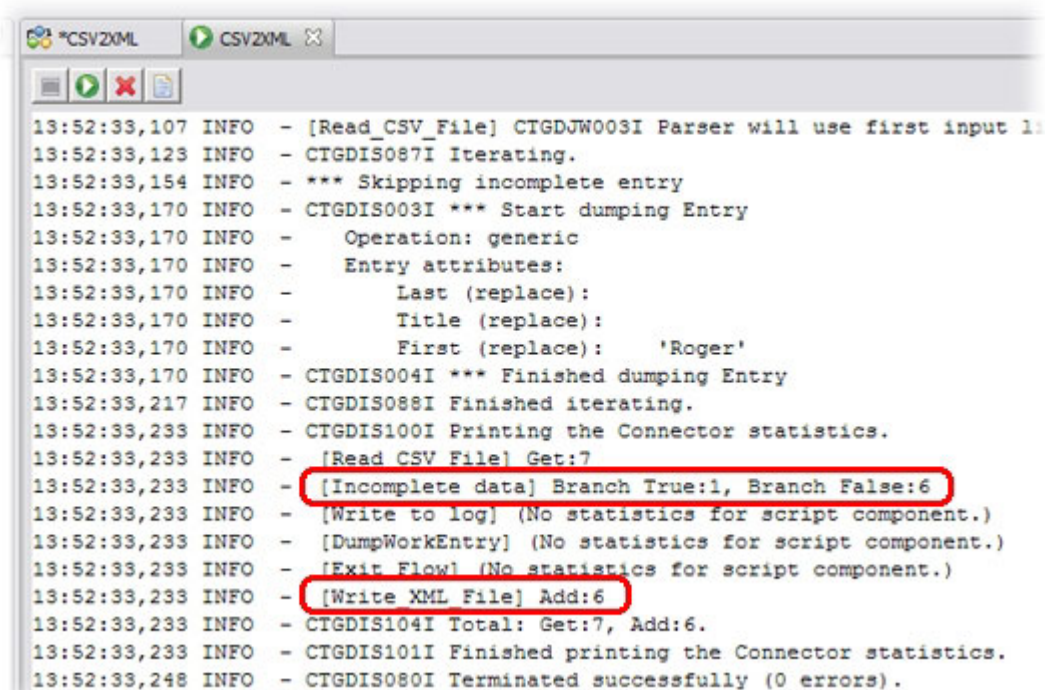 *CSV2XML CSV2XML
13:52:33,107 INFO - [Read_CSV_File] CTGDJW003I Parser will use first input
13:52:33,123 INFO - CTGDIS087I Iterating.
13:52:33,154 INFO - *** Skipping incomplete entry
13:52:33,170 INFO - CTGDIS003I *** Start dumping Entry
13:52:33,170 INFO - Operation: generic
13:52:33,170 INFO - Entry attributes:
13:52:33,170 INFO - Last (replace):
13:52:33,170 INFO - Title (replace):
13:52:33,170 INFO - First (replace): 'Roger'
13:52:33,170 INFO - CTGDIS004I *** Finished dumping Entry
13:52:33,217 INFO - CTGDIS088I Finished iterating.
13:52:33,233 INFO - CTGDIS100I Printing the Connector statistics.
13:52:33,233 INFO - [Read_CSV_File] Get:7
13:52:33,233 INFO - [Incomplete data] Branch True:1, Branch False:6
13:52:33,233 INFO - [Write to log] (No statistics for script component.)
13:52:33,233 INFO - [DumpWorkEntry] (No statistics for script component.)
13:52:33,233 INFO - [Exit Flow] (No statistics for script component.)
13:52:33,233 INFO - [Write_XML_File] Add:6
13:52:33,233 INFO - CTGDIS104I Total: Get:7, Add:6.
13:52:33,233 INFO - CTGDIS101I Finished printing the Connector statistics.
13:52:33,248 INFO - CTGDIS080I Terminated successfully (0 errors).